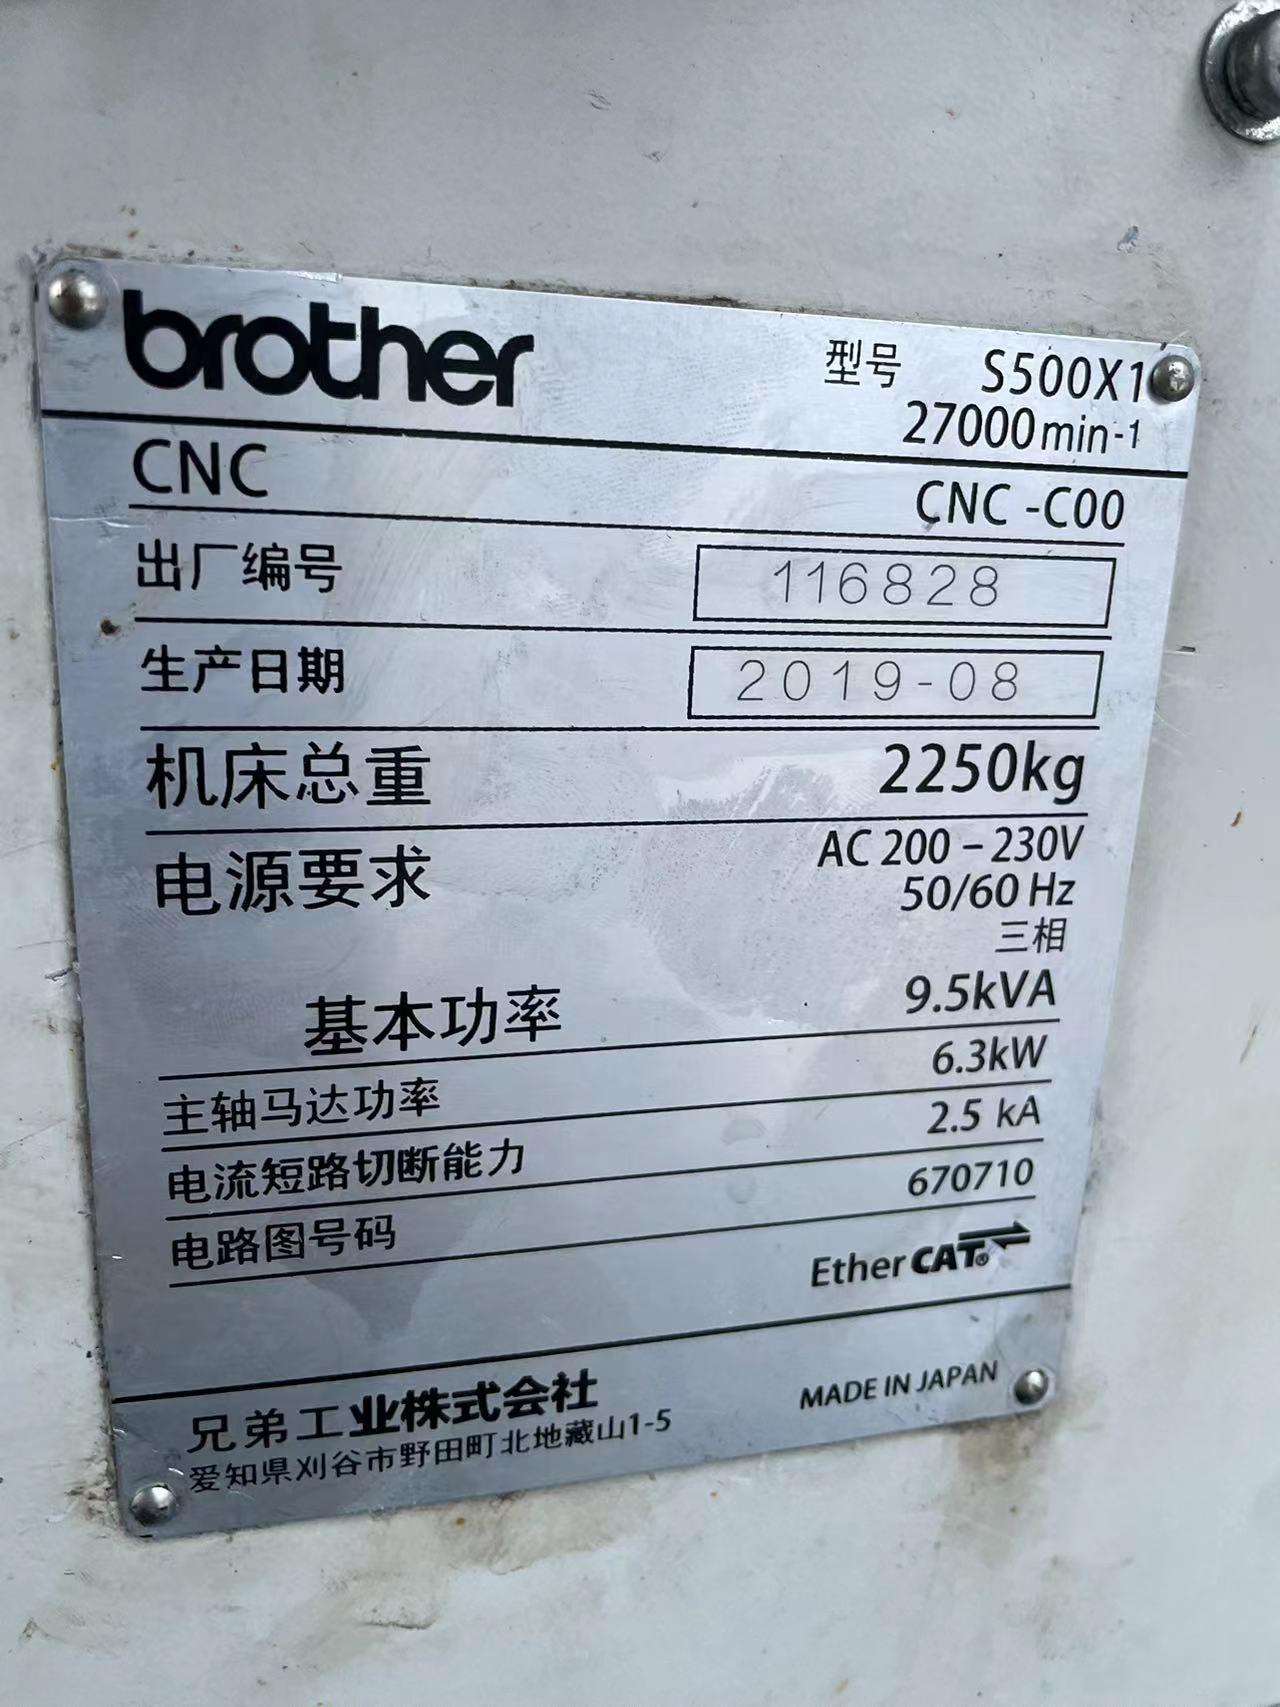 brother
型号 S500X1
27000min-1
CNC CNC -C00
出厂编号 116828
生产日期 2019-08
机床总重 2250kg
电源要求 AC 200 – 230V
50/60 Hz
三相
基本功率 9.5kVA
主轴马达功率 6.3kW
电流短路切断能力 2.5 kA
电路图号码 670710
EtherCAT®
兄弟工业株式会社
爱知県刈谷市野田町北地藏山1-5
MADE IN JAPAN